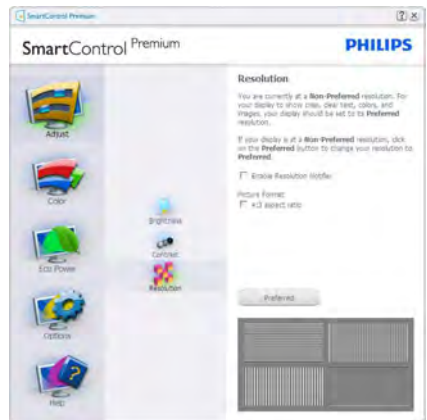 SmartControl Premium
SmartControl Premium
PHILIPS
Resolution
You are currently at a Non-Preferred resolution. For
your display to show crisp, clear text, colors, and
images, your display should be set to its Preferred
resolution.
If your display is at a Non-Preferred resolution, click
on the Preferred button to change your resolution to
Preferred.
Enable Resolution Notifier
Picture Format
4:3 aspect ratio
Adjust
Color
Eco Power
Options
Help
Brightness
Contrast
Resolution
Preferred